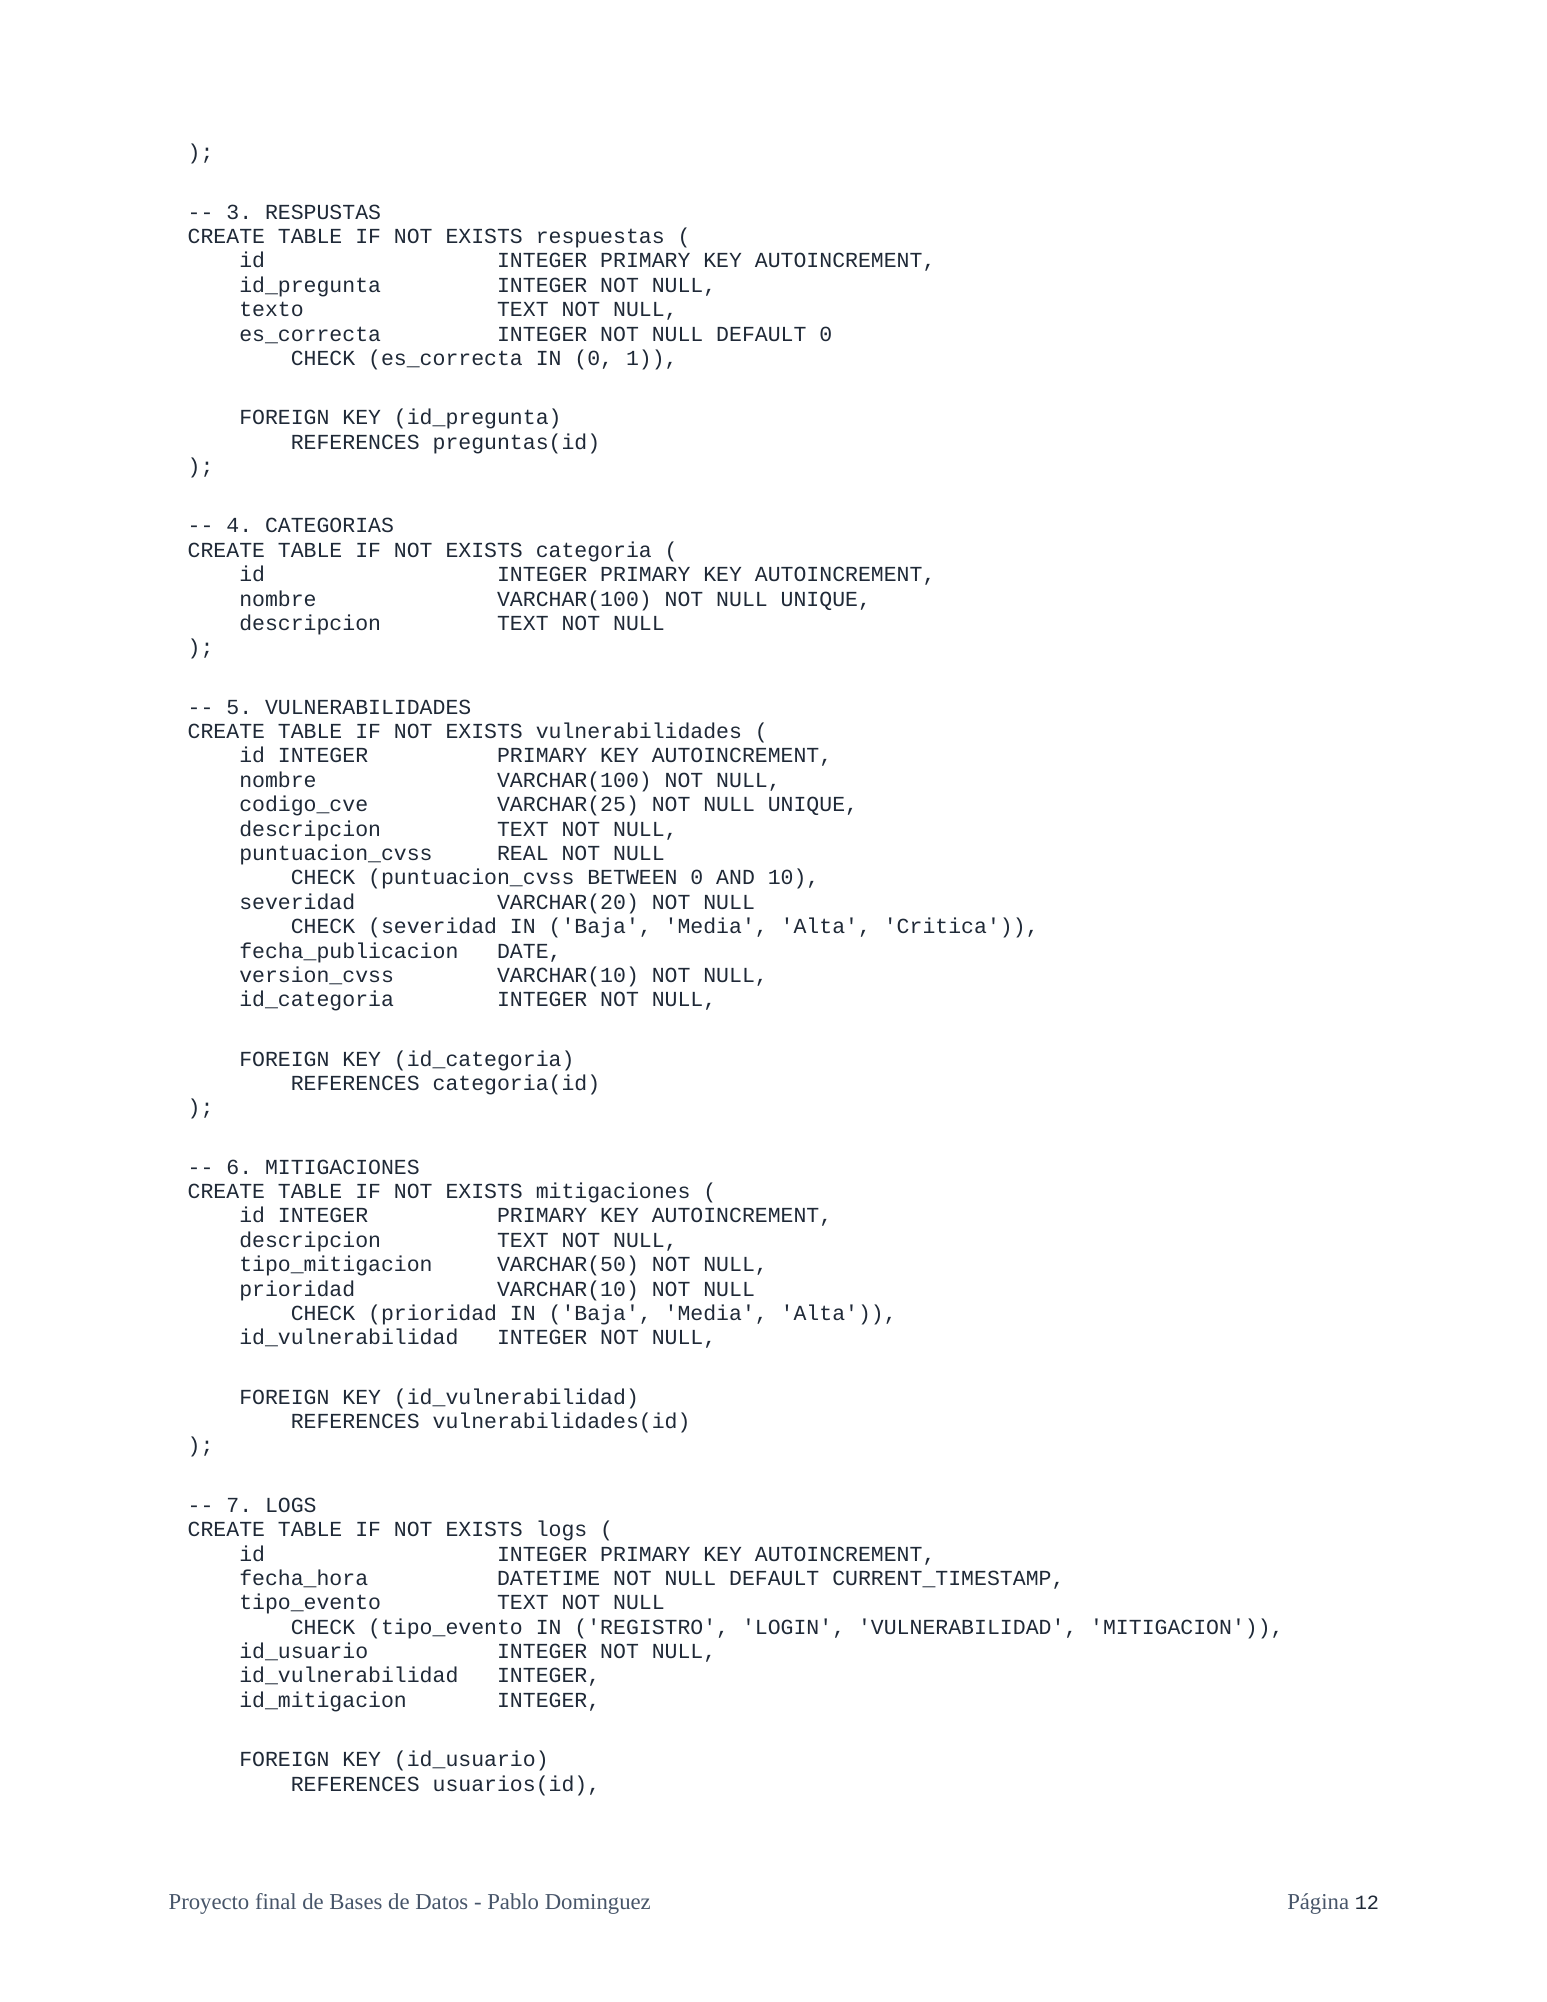 );
-- 3. RESPUSTAS
CREATE TABLE IF NOT EXISTS respuestas (
    id                  INTEGER PRIMARY KEY AUTOINCREMENT,
    id_pregunta         INTEGER NOT NULL,
    texto               TEXT NOT NULL,
    es_correcta         INTEGER NOT NULL DEFAULT 0
        CHECK (es_correcta IN (0, 1)),
    FOREIGN KEY (id_pregunta)
        REFERENCES preguntas(id)
);
-- 4. CATEGORIAS
CREATE TABLE IF NOT EXISTS categoria (
    id                  INTEGER PRIMARY KEY AUTOINCREMENT,
    nombre              VARCHAR(100) NOT NULL UNIQUE,
    descripcion         TEXT NOT NULL
);
-- 5. VULNERABILIDADES
CREATE TABLE IF NOT EXISTS vulnerabilidades (
    id INTEGER          PRIMARY KEY AUTOINCREMENT,
    nombre              VARCHAR(100) NOT NULL,
    codigo_cve          VARCHAR(25) NOT NULL UNIQUE,
    descripcion         TEXT NOT NULL,
    puntuacion_cvss     REAL NOT NULL
        CHECK (puntuacion_cvss BETWEEN 0 AND 10),
    severidad           VARCHAR(20) NOT NULL
        CHECK (severidad IN ('Baja', 'Media', 'Alta', 'Critica')),
    fecha_publicacion   DATE,
    version_cvss        VARCHAR(10) NOT NULL,
    id_categoria        INTEGER NOT NULL,
    FOREIGN KEY (id_categoria)
        REFERENCES categoria(id)
);
-- 6. MITIGACIONES
CREATE TABLE IF NOT EXISTS mitigaciones (
    id INTEGER          PRIMARY KEY AUTOINCREMENT,
    descripcion         TEXT NOT NULL,
    tipo_mitigacion     VARCHAR(50) NOT NULL,
    prioridad           VARCHAR(10) NOT NULL
        CHECK (prioridad IN ('Baja', 'Media', 'Alta')),
    id_vulnerabilidad   INTEGER NOT NULL,
    FOREIGN KEY (id_vulnerabilidad)
        REFERENCES vulnerabilidades(id)
);
-- 7. LOGS
CREATE TABLE IF NOT EXISTS logs (
    id                  INTEGER PRIMARY KEY AUTOINCREMENT,
    fecha_hora          DATETIME NOT NULL DEFAULT CURRENT_TIMESTAMP,
    tipo_evento         TEXT NOT NULL
        CHECK (tipo_evento IN ('REGISTRO', 'LOGIN', 'VULNERABILIDAD', 'MITIGACION')),
    id_usuario          INTEGER NOT NULL,
    id_vulnerabilidad   INTEGER,
    id_mitigacion       INTEGER,
    FOREIGN KEY (id_usuario)
        REFERENCES usuarios(id),
Proyecto final de Bases de Datos - Pablo Dominguez
Página 12